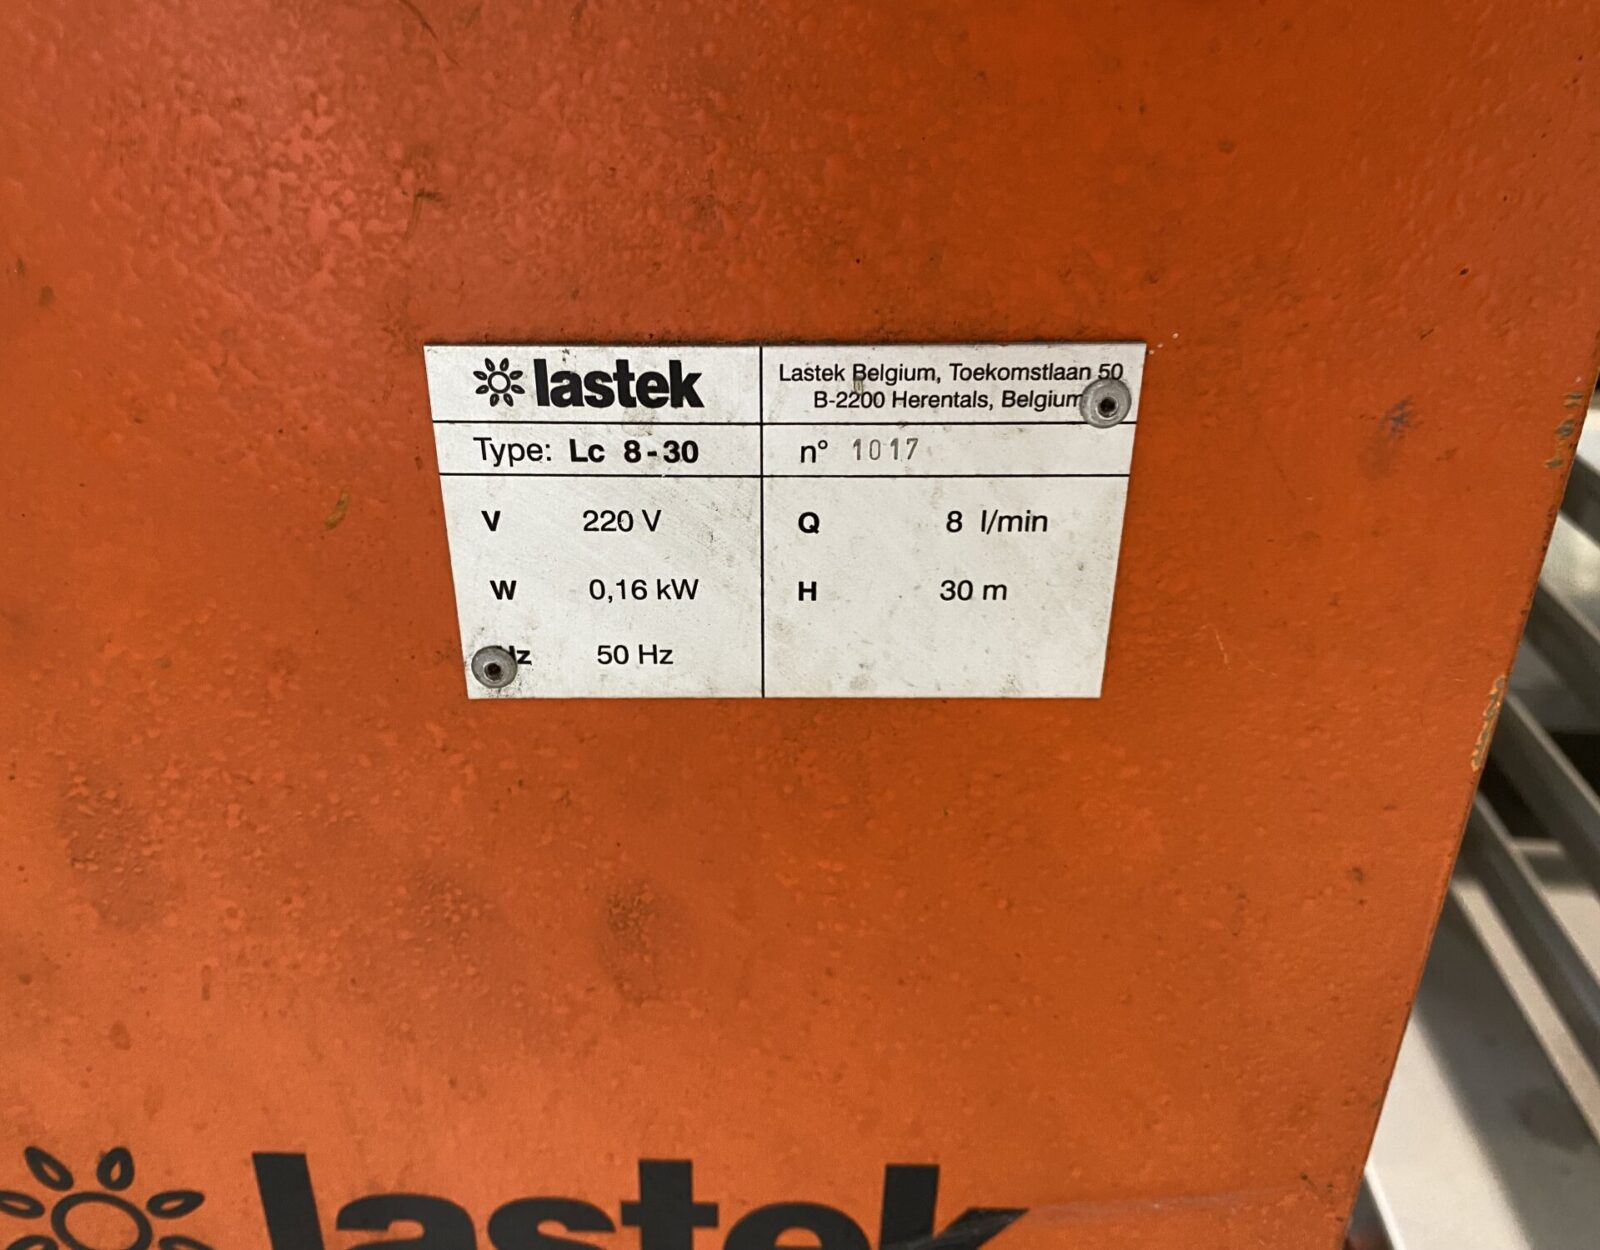 lastek
Lastek Belgium, Toekomstlaan 50
B-2200 Herentals, Belgium
Type: Lc 8-30
n° 1017
V 220 V
Q 8 l/min
W 0,16 kW
H 30 m
Hz 50 Hz
lastek